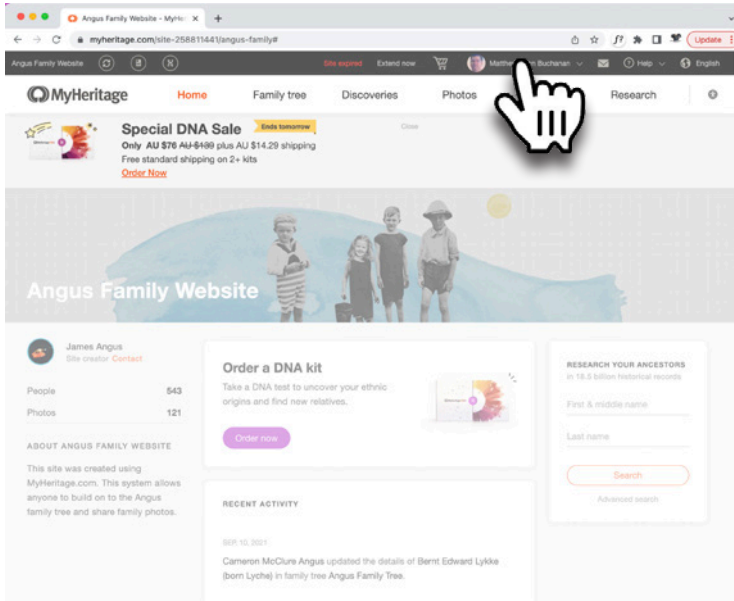 Angus Family Website - MyHer
myheritage.com/site-258811441/angus-family#
Update
Angus Family Website
Site expired Extend now
Buchanan
Help
English
MyHeritage
Home
Family tree
Discoveries
Photos
Research
Special DNA Sale
Ends tomorrow
Close
Only AU $76 AU $139 plus AU $14.29 shipping
Free standard shipping on 2+ kits
Order Now
Angus Family Website
James Angus
Site creator Contact
People 543
Photos 121
ABOUT ANGUS FAMILY WEBSITE
This site was created using
MyHeritage.com. This system allows
anyone to build on to the Angus
family tree and share family photos.
Order a DNA kit
Take a DNA test to uncover your ethnic
origins and find new relatives.
Order now
RECENT ACTIVITY
SEP. 10, 2021
Cameron McClure Angus updated the details of Bernt Edward Lykke
(born Lyche) in family tree Angus Family Tree.
RESEARCH YOUR ANCESTORS
in 18.5 billion historical records
First & middle name
Last name
Search
Advanced search